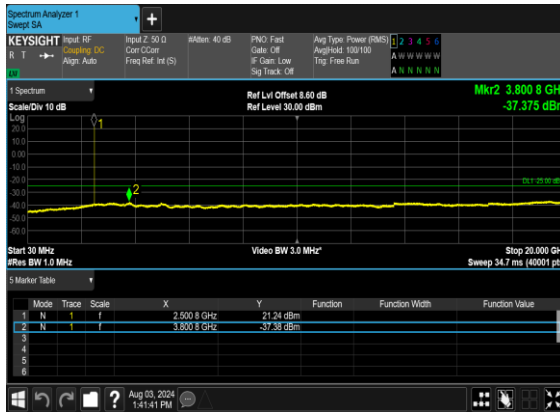 Spectrum Analyzer 1
Swept SA
+
KEYSIGHT Input: RF Input Z: 50 Ω #Atten: 40 dB PNO: Fast Avg Type: Power (RMS) 1 2 3 4 5 6
R T Coupling: DC Corr CCorr Gate: Off Avg|Hold: 100/100 A W W W W W
Align: Auto Freq Ref: Int (S) IF Gain: Low Trig: Free Run
Sig Track: Off A N N N N N
1 Spectrum Ref Lvl Offset 8.60 dB Mkr2 3.800 8 GHz
Scale/Div 10 dB Ref Level 30.00 dBm -37.375 dBm
Log
20.0
10.0
0.00
-10.0
-20.0
-30.0
-40.0
-50.0
-60.0
1
2
DL1 -25.00 dB
Start 30 MHz Video BW 3.0 MHz* Stop 20.000 GH
#Res BW 1.0 MHz Sweep 34.7 ms (40001 pt
5 Marker Table
Mode Trace Scale X Y Function Function Width Function Value
1 N 1 f 2.500 8 GHz 21.24 dBm
2 N 1 f 3.800 8 GHz -37.38 dBm
3
4
5
6
? Aug 03, 2024
1:41:41 PM